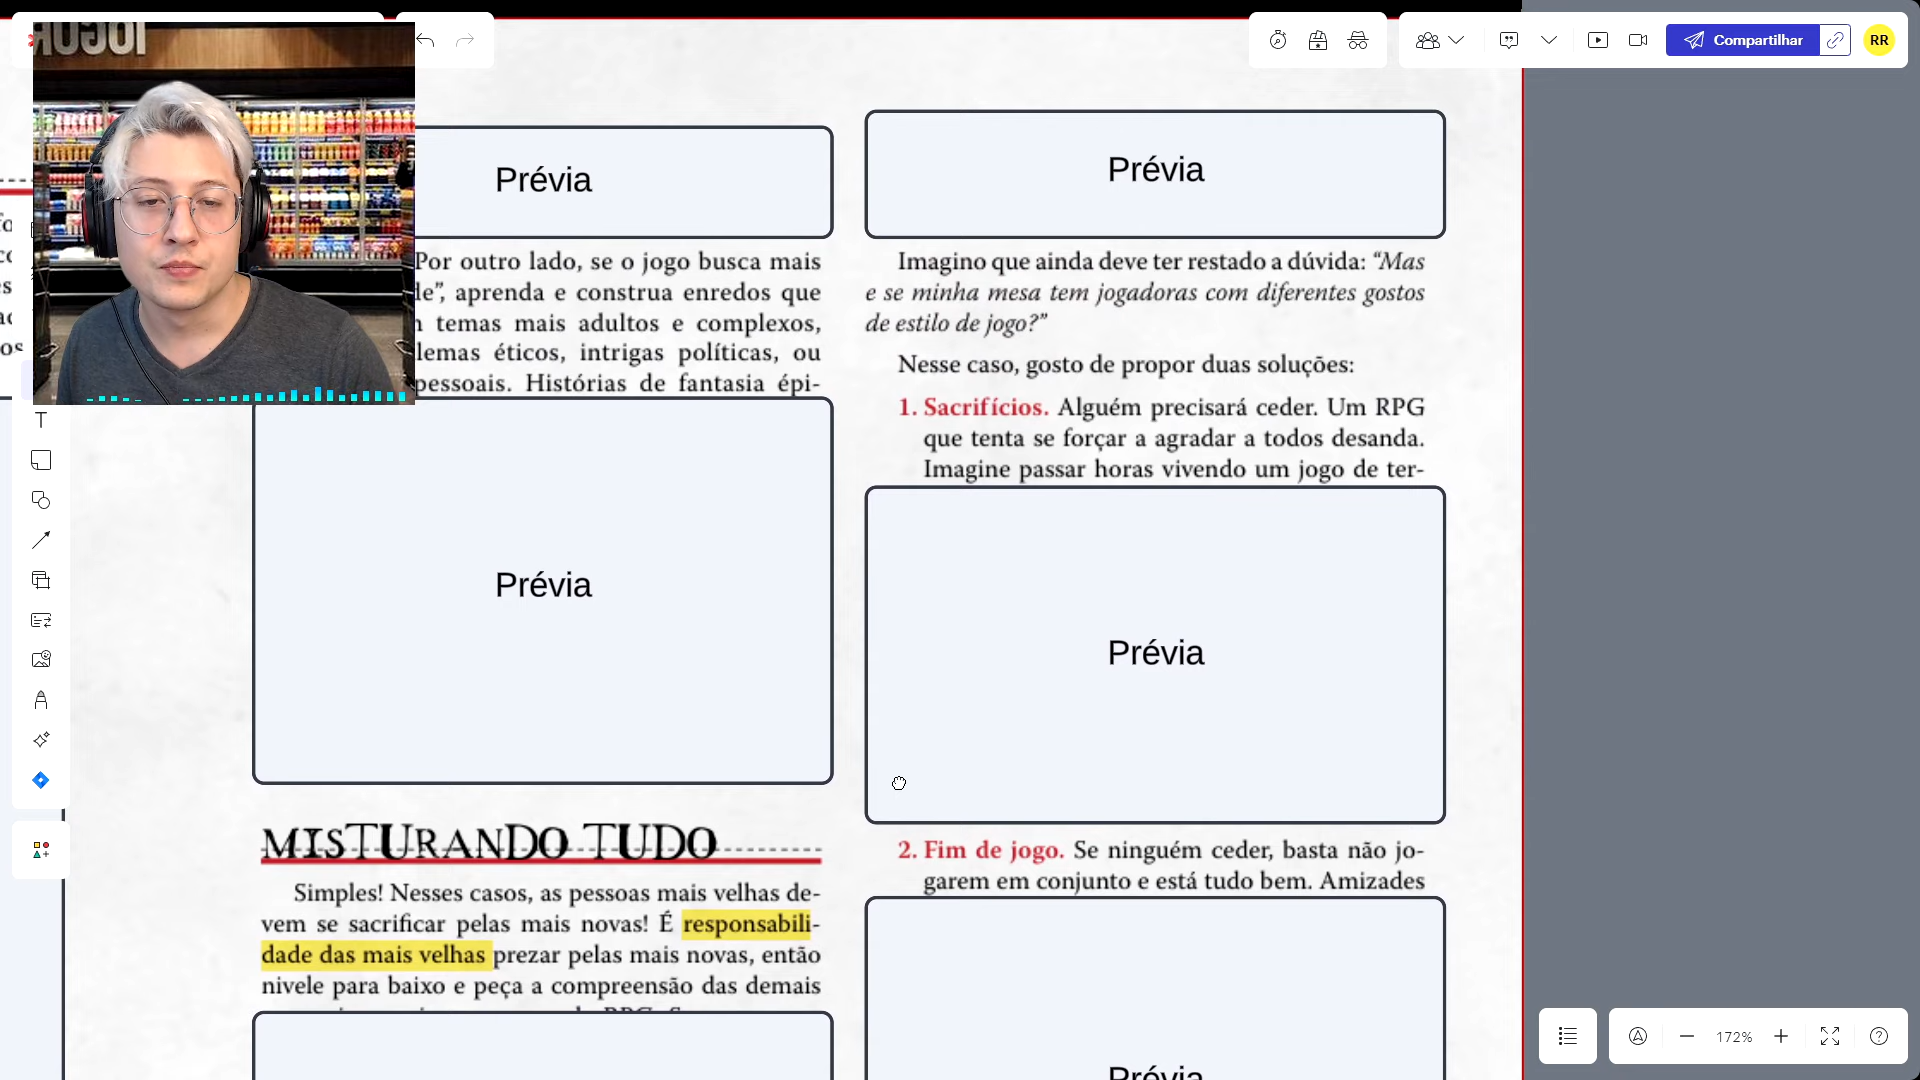 Compartilhar
RR
Prévia
Por outro lado, se o jogo busca mais
le”, aprenda e construa enredos que
temas mais adultos e complexos,
lemas éticos, intrigas políticas, ou
pessoais. Histórias de fantasia épi-
Prévia
MISTURANDO TUDO
Simples! Nesses casos, as pessoas mais velhas de-
vem se sacrificar pelas mais novas! É responsabili-
dade das mais velhas prezar pelas mais novas, então
nivele para baixo e peça a compreensão das demais
Prévia
Imagino que ainda deve ter restado a dúvida: “Mas
e se minha mesa tem jogadoras com diferentes gostos
de estilo de jogo?”
Nesse caso, gosto de propor duas soluções:
1. Sacrifícios. Alguém precisará ceder. Um RPG
que tenta se forçar a agradar a todos desanda.
Imagine passar horas vivendo um jogo de ter-
Prévia
2. Fim de jogo. Se ninguém ceder, basta não jo-
garem em conjunto e está tudo bem. Amizades
Prévia
172%